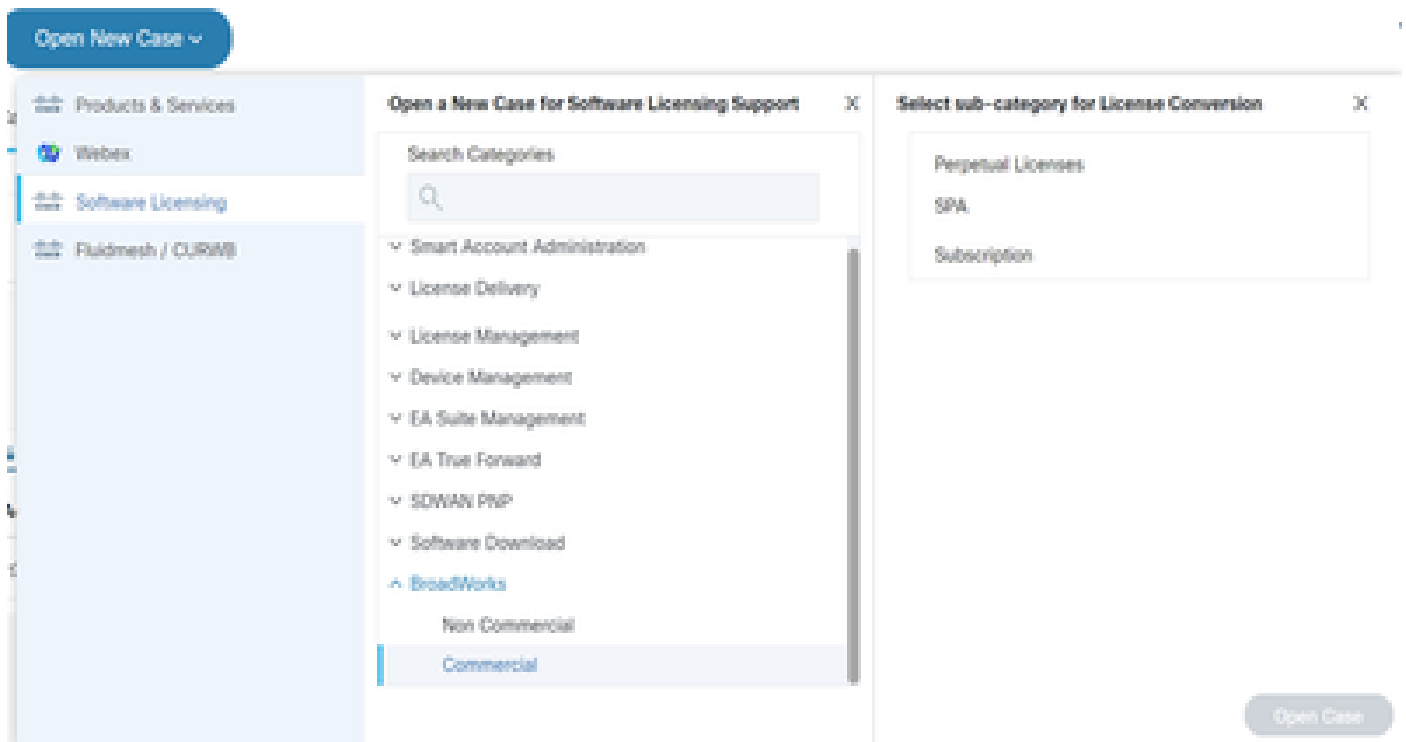 Open New Case
Products & Services
Webex
Software Licensing
Fluidmesh / CURWB
Open a New Case for Software Licensing Support
Search Categories
Smart Account Administration
License Delivery
License Management
Device Management
EA Suite Management
EA True Forward
SDWAN PNP
Software Download
BroadWorks
Non Commercial
Commercial
Select sub-category for License Conversion
Perpetual Licenses
SPA
Subscription
Open Case